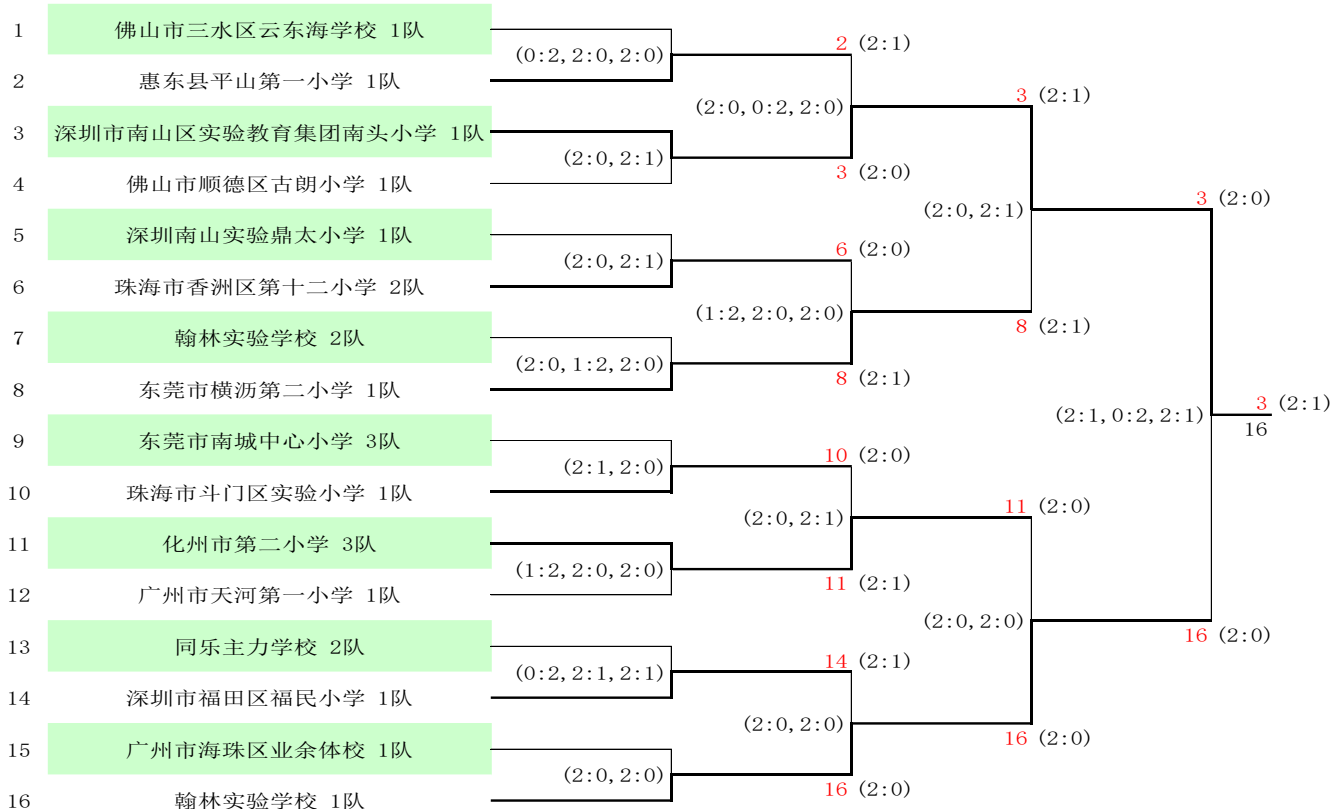 1 佛山市三水区云东海学校 1队
(0:2,2:0,2:0) 2 (2:1)
2 惠东县平山第一小学 1队
(2:0,0:2,2:0) 3 (2:1)
3 深圳市南山区实验教育集团南头小学 1队
(2:0,2:1) 3 (2:0)
4 佛山市顺德区古朗小学 1队
(2:0,2:1) 3 (2:0)
5 深圳南山实验鼎太小学 1队
(2:0,2:1) 6 (2:0)
6 珠海市香洲区第十二小学 2队
(1:2,2:0,2:0) 8 (2:1)
7 翰林实验学校 2队
(2:0,1:2,2:0) 8 (2:1)
8 东莞市横沥第二小学 1队
(2:1,0:2,2:1) 3 (2:1)
16
9 东莞市南城中心小学 3队
(2:1,2:0) 10 (2:0)
10 珠海市斗门区实验小学 1队
(2:0,2:1) 11 (2:0)
11 化州市第二小学 3队
(1:2,2:0,2:0) 11 (2:1)
12 广州市天河第一小学 1队
(2:0,2:0) 16 (2:0)
13 同乐主力学校 2队
(0:2,2:1,2:1) 14 (2:1)
14 深圳市福田区福民小学 1队
(2:0,2:0) 16 (2:0)
15 广州市海珠区业余体校 1队
(2:0,2:0) 16 (2:0)
16 翰林实验学校 1队